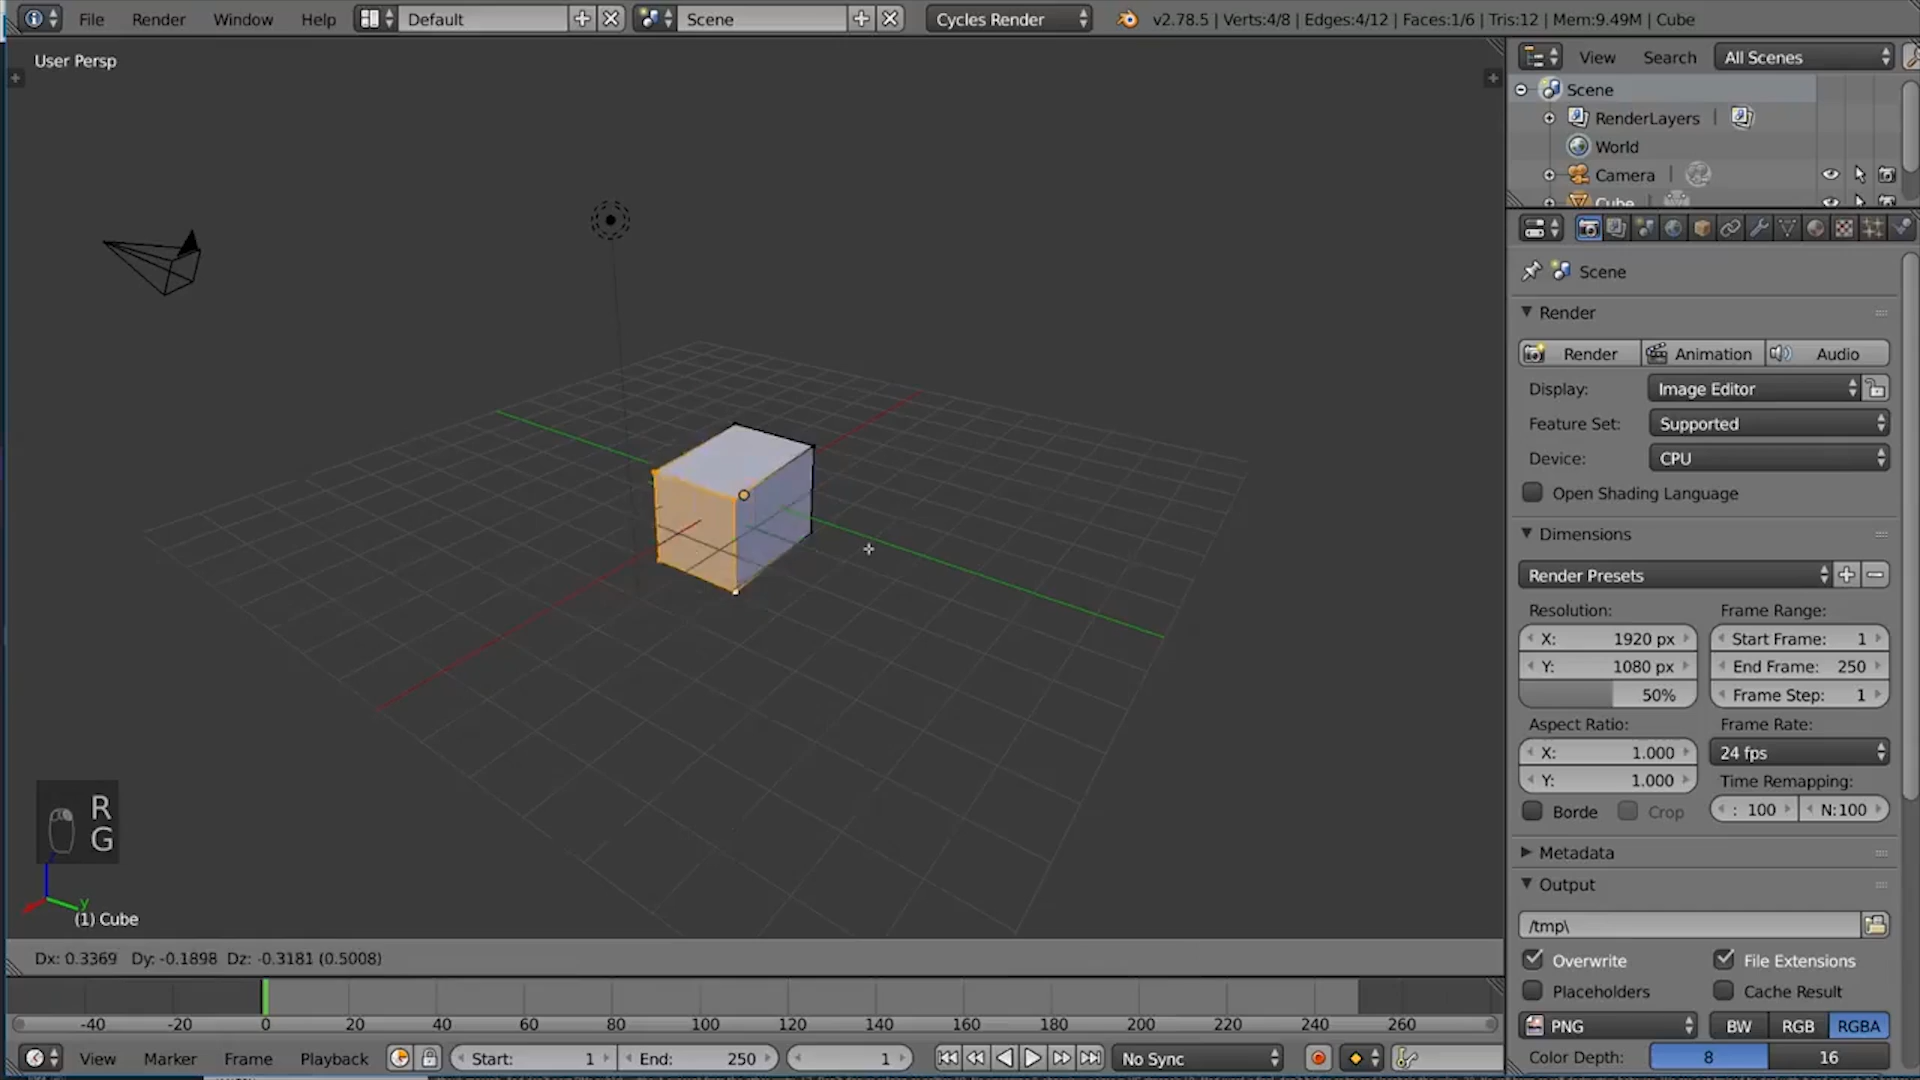 File Render Window Help Default Scene Cycles Render v2.78.5 | Verts:4/8 | Edges:4/12 | Faces:1/6 | Tris:12 | Mem:9.49M | Cube
User Persp
View Search All Scenes
Scene
RenderLayers
World
Camera
Cube
Scene
Render
Render Animation Audio
Display: Image Editor
Feature Set: Supported
Device: CPU
Open Shading Language
Dimensions
Render Presets
Resolution: Frame Range:
X: 1920 px Start Frame: 1
Y: 1080 px End Frame: 250
50% Frame Step: 1
Aspect Ratio: Frame Rate:
X: 1.000 24 fps
Y: 1.000 Time Remapping:
Borde Crop : 100 N:100
Metadata
Output
/tmp\
Overwrite File Extensions
Placeholders Cache Result
PNG BW RGB RGBA
Color Depth: 8 16
R
G
y
(1) Cube
Dx: 0.3369 Dy: -0.1898 Dz: -0.3181 (0.5008)
-40 -20 0 20 40 60 80 100 120 140 160 180 200 220 240 260
View Marker Frame Playback Start: 1 End: 250 1 No Sync